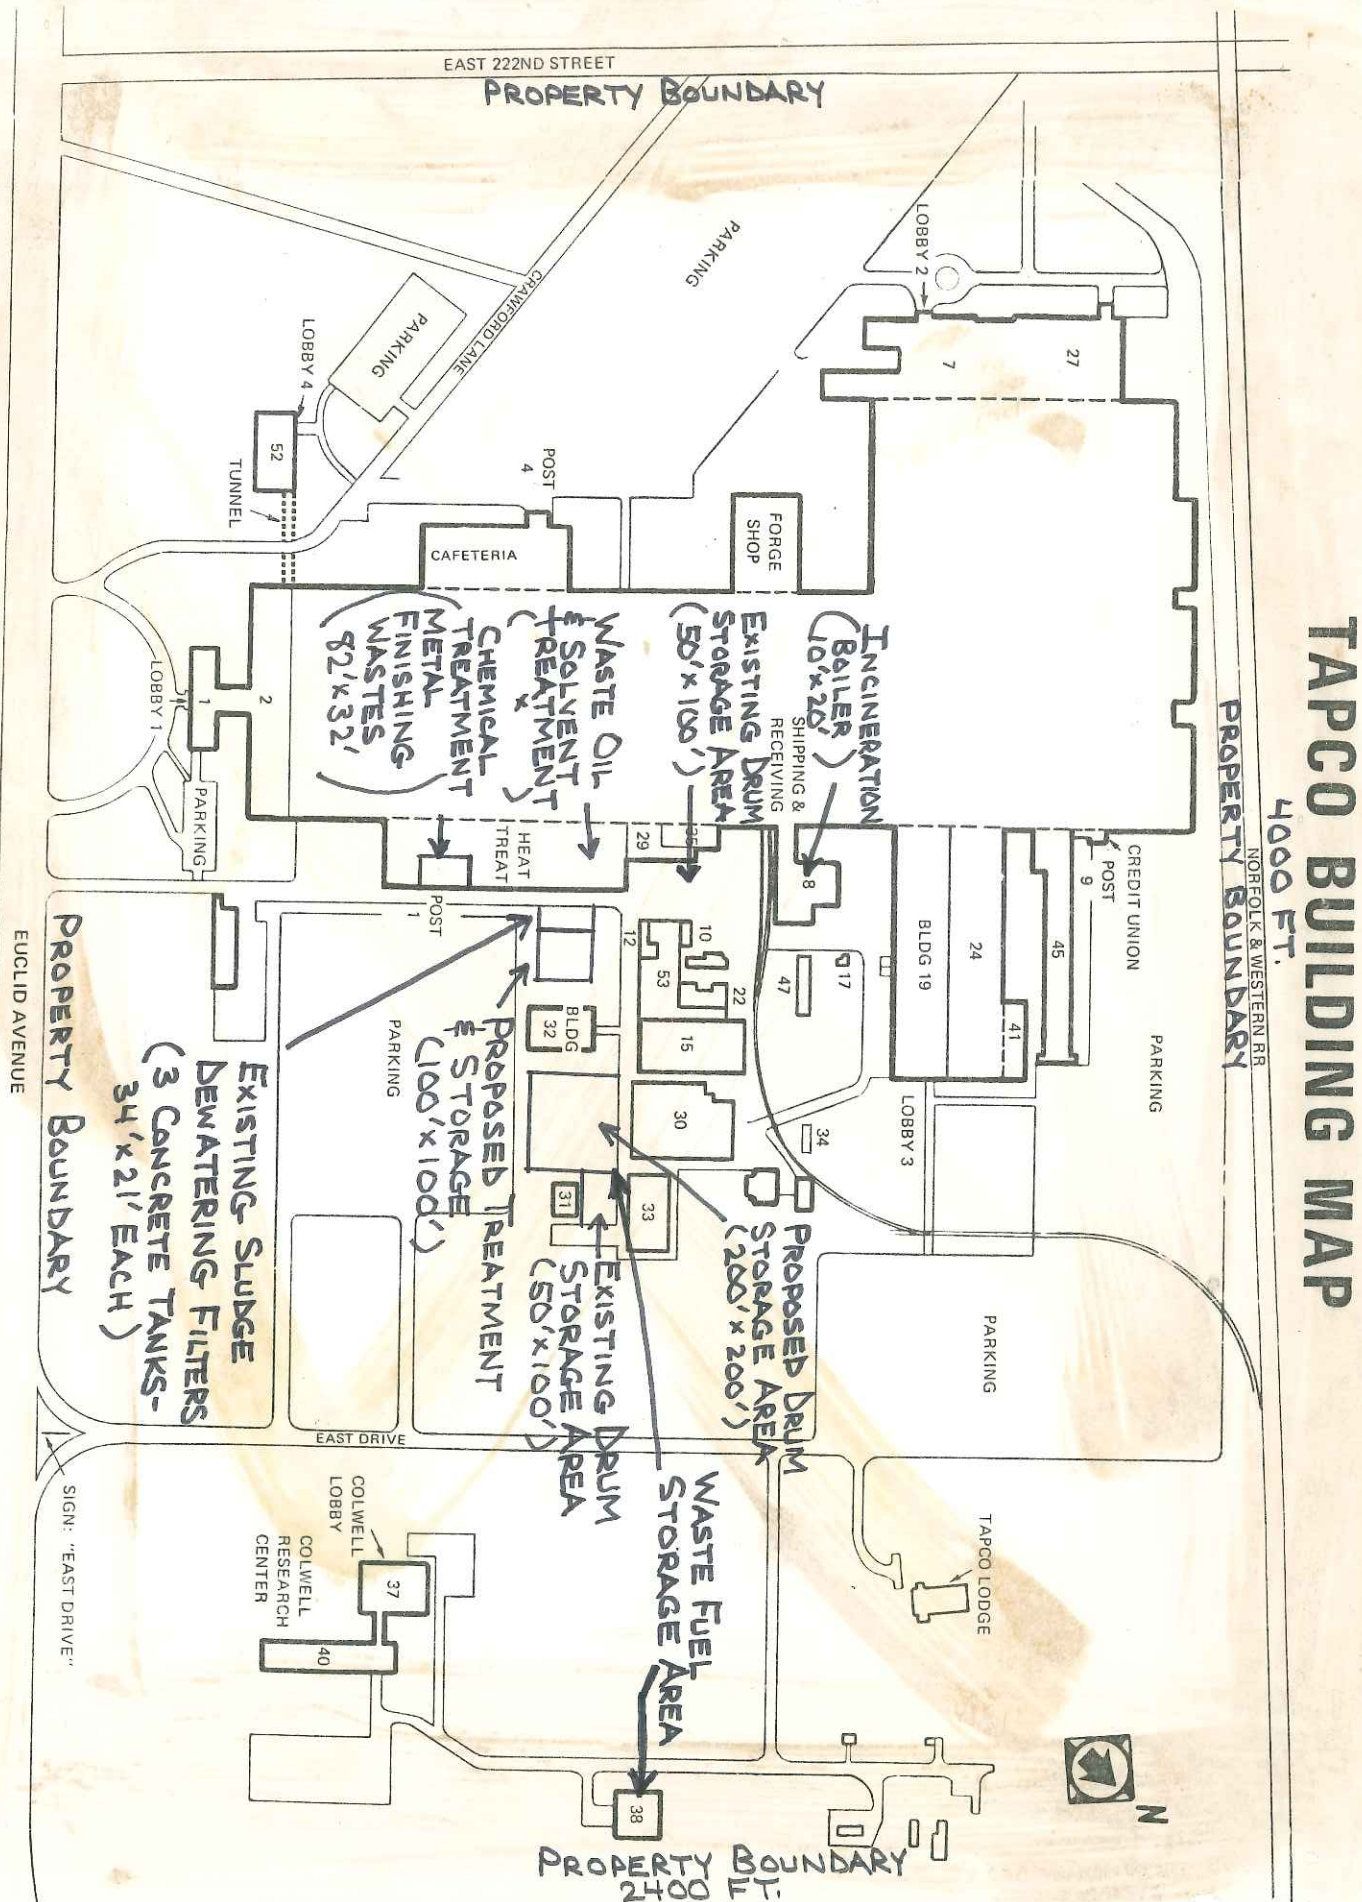 TAPCO BUILDING MAP
4000 FT.
NORFOLK & WESTERN RR
PROPERTY BOUNDARY
EAST 222ND STREET
PROPERTY BOUNDARY
PARKING
LOBBY 2
7
27
CRAWFORD LANE
PARKING
LOBBY 4
52
TUNNEL
POST
4
CAFETERIA
FORGE
SHOP
CREDIT UNION
POST
9
45
24
41
BLDG 19
PARKING
INCINERATION
(BOILER)
(10'X20'
SHIPPING &
RECEIVING
8
EXISTING DRUM
STORAGE AREA
(50'X100')
WASTE OIL
& SOLVENT
TREATMENT
CHEMICAL
TREATMENT
METAL
FINISHING
WASTES
82'X32'
2
1
LOBBY 1
PARKING
HEAT
TREAT
29
35
POST
1
12
10
53
22
17
47
15
30
34
LOBBY 3
BLDG
32
31
33
PARKING
PARKING
PROPOSED DRUM
STORAGE AREA
(200'X200')
EXISTING DRUM
STORAGE AREA
(50'X100')
PROPOSED TREATMENT
& STORAGE
(100'X100')
EXISTING SLUDGE
DEWATERING FILTERS
(3 CONCRETE TANKS-
34'X21' EACH)
PROPERTY BOUNDARY
EUCLID AVENUE
EAST DRIVE
SIGN: "EAST DRIVE"
WASTE FUEL
STORAGE AREA
TAPCO LODGE
COLWELL
LOBBY
37
COLWELL
RESEARCH
CENTER
40
38
N
PROPERTY BOUNDARY
2400 FT.